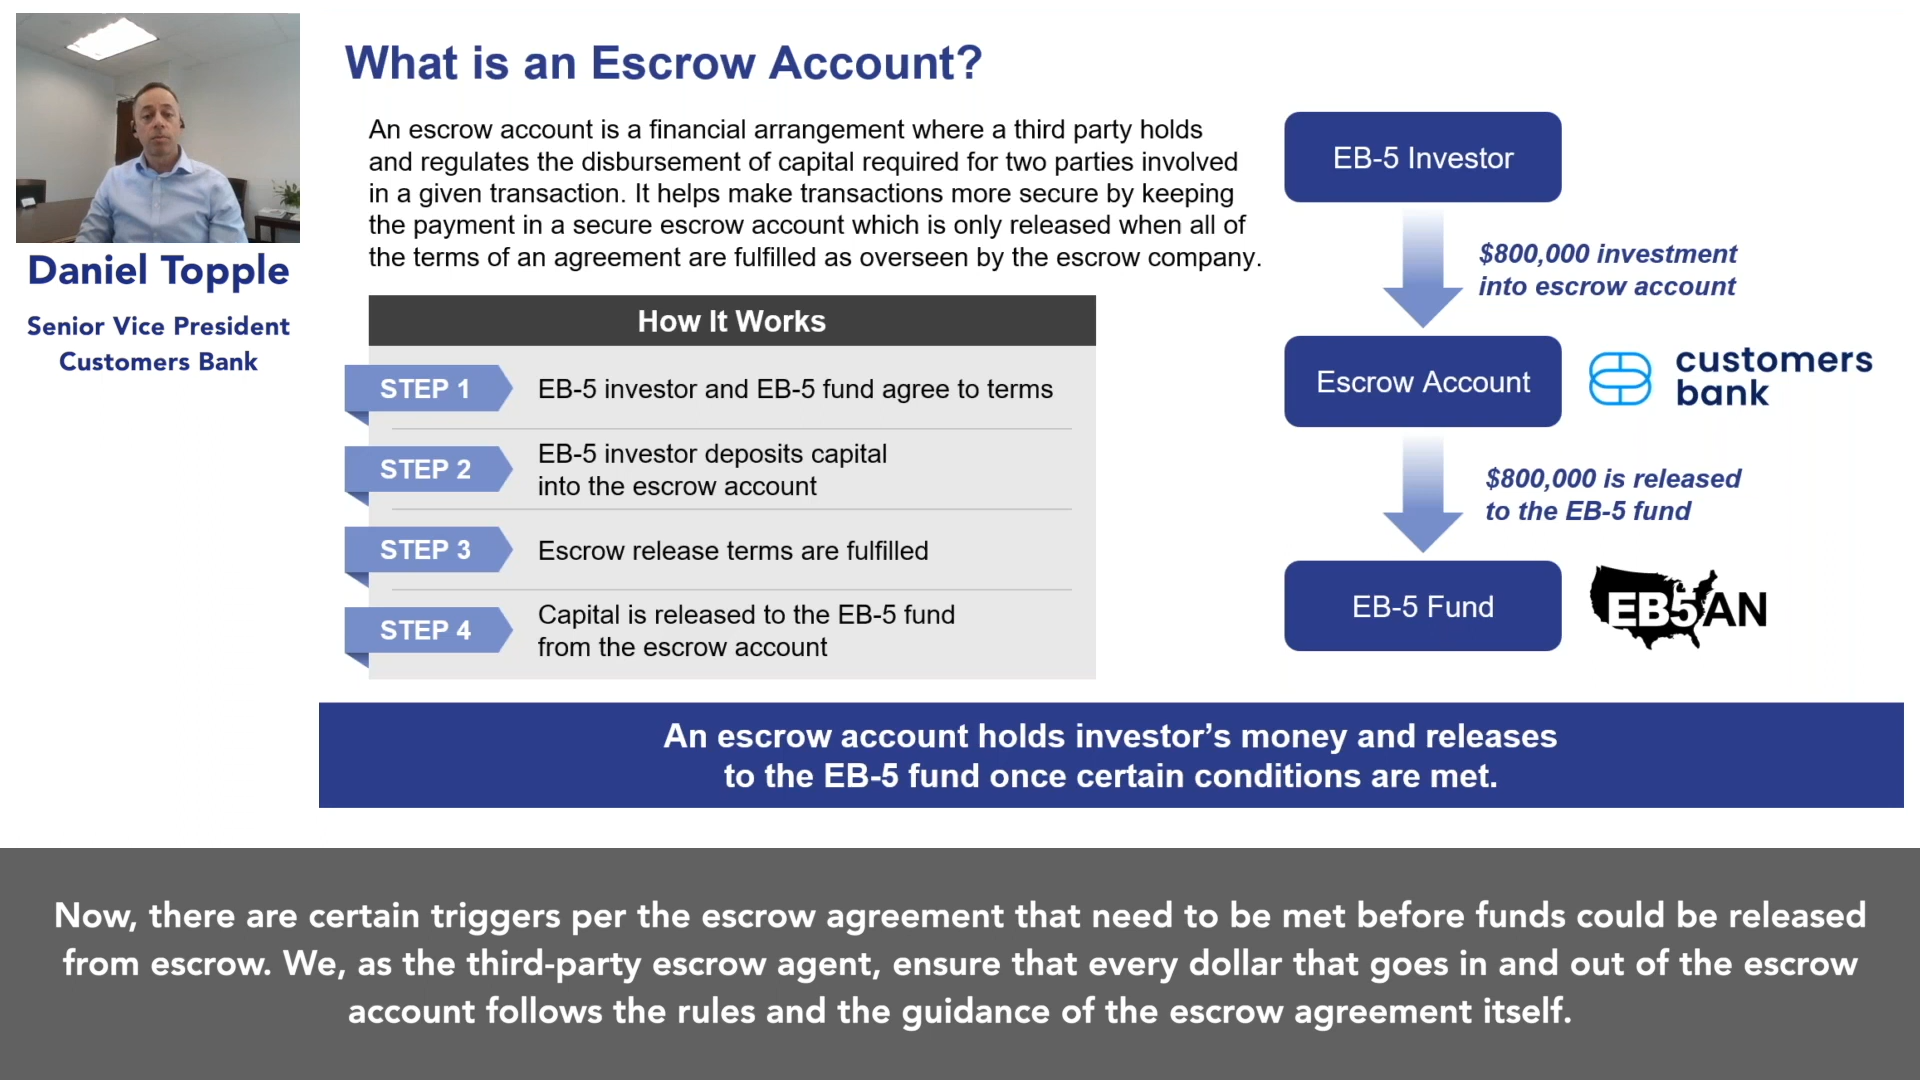 Daniel Topple
Senior Vice President
Customers Bank
What is an Escrow Account?
An escrow account is a financial arrangement where a third party holds
and regulates the disbursement of capital required for two parties involved
in a given transaction. It helps make transactions more secure by keeping
the payment in a secure escrow account which is only released when all of
the terms of an agreement are fulfilled as overseen by the escrow company.
How It Works
STEP 1
EB-5 investor and EB-5 fund agree to terms
STEP 2
EB-5 investor deposits capital
into the escrow account
STEP 3
Escrow release terms are fulfilled
STEP 4
Capital is released to the EB-5 fund
from the escrow account
EB-5 Investor
$800,000 investment
into escrow account
Escrow Account
customers
bank
$800,000 is released
to the EB-5 fund
EB-5 Fund
EB5AN
An escrow account holds investor’s money and releases
to the EB-5 fund once certain conditions are met.
Now, there are certain triggers per the escrow agreement that need to be met before funds could be released
from escrow. We, as the third-party escrow agent, ensure that every dollar that goes in and out of the escrow
account follows the rules and the guidance of the escrow agreement itself.